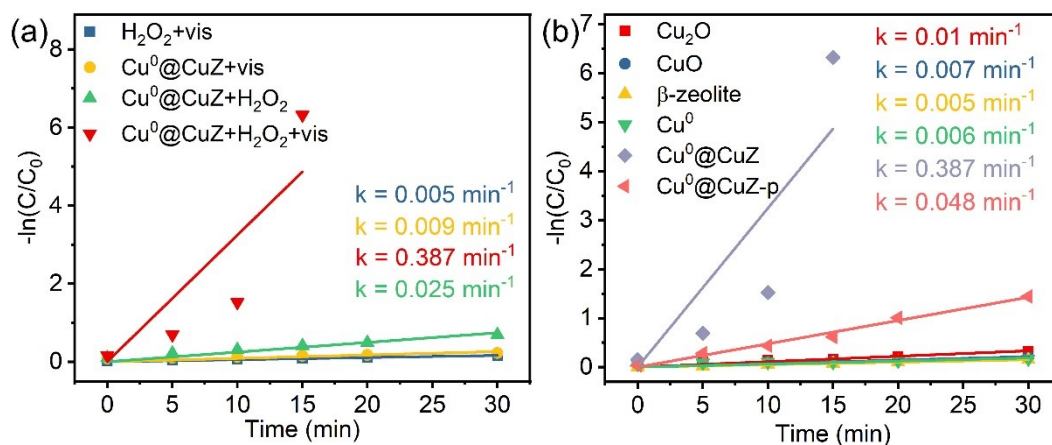 (a)
H₂O₂+vis
Cu⁰@CuZ+vis
Cu⁰@CuZ+H₂O₂
Cu⁰@CuZ+H₂O₂+vis
k = 0.005 min⁻¹
k = 0.009 min⁻¹
k = 0.387 min⁻¹
k = 0.025 min⁻¹
-ln(C/C₀)
8
6
4
2
0
0 5 10 15 20 25 30
Time (min)
(b)
Cu₂O
CuO
β-zeolite
Cu⁰
Cu⁰@CuZ
Cu⁰@CuZ-p
k = 0.01 min⁻¹
k = 0.007 min⁻¹
k = 0.005 min⁻¹
k = 0.006 min⁻¹
k = 0.387 min⁻¹
k = 0.048 min⁻¹
-ln(C/C₀)
7
6
5
4
3
2
1
0
0 5 10 15 20 25 30
Time (min)